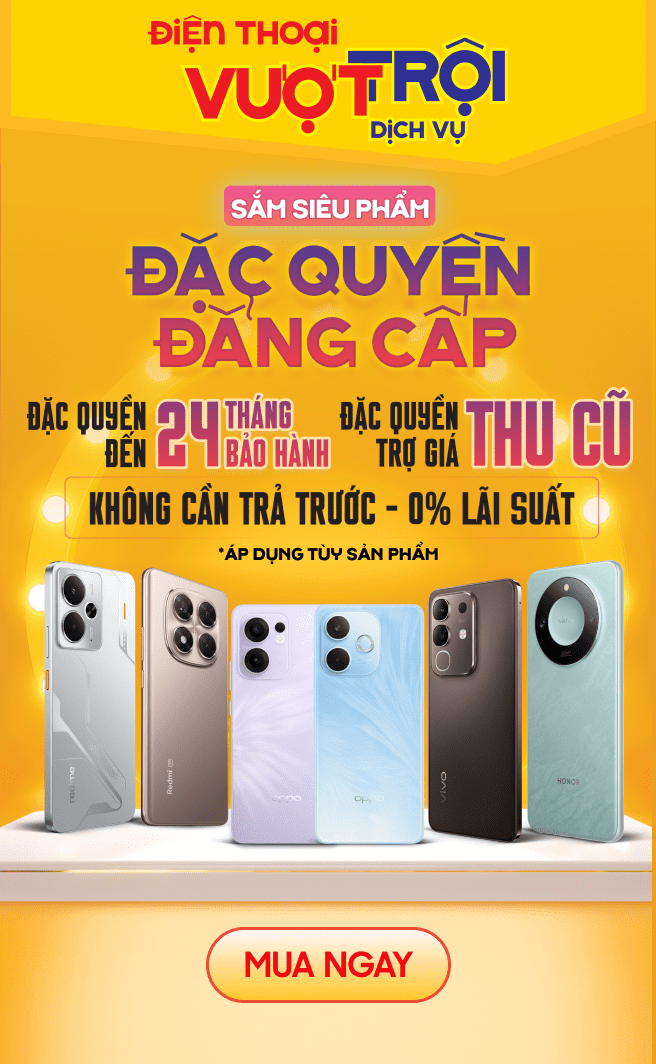 Điện thoại
VƯỢT TRỘI
DỊCH VỤ
SẮM SIÊU PHẨM
ĐẶC QUYỀN
ĐẲNG CẤP
ĐẶC QUYỀN ĐẾN 24 THÁNG BẢO HÀNH
ĐẶC QUYỀN TRỢ GIÁ THU CŨ
KHÔNG CẦN TRẢ TRƯỚC - 0% LÃI SUẤT
*ÁP DỤNG TÙY SẢN PHẨM
realme
Redmi
oppo
oppo
vivo
HONOR
MUA NGAY